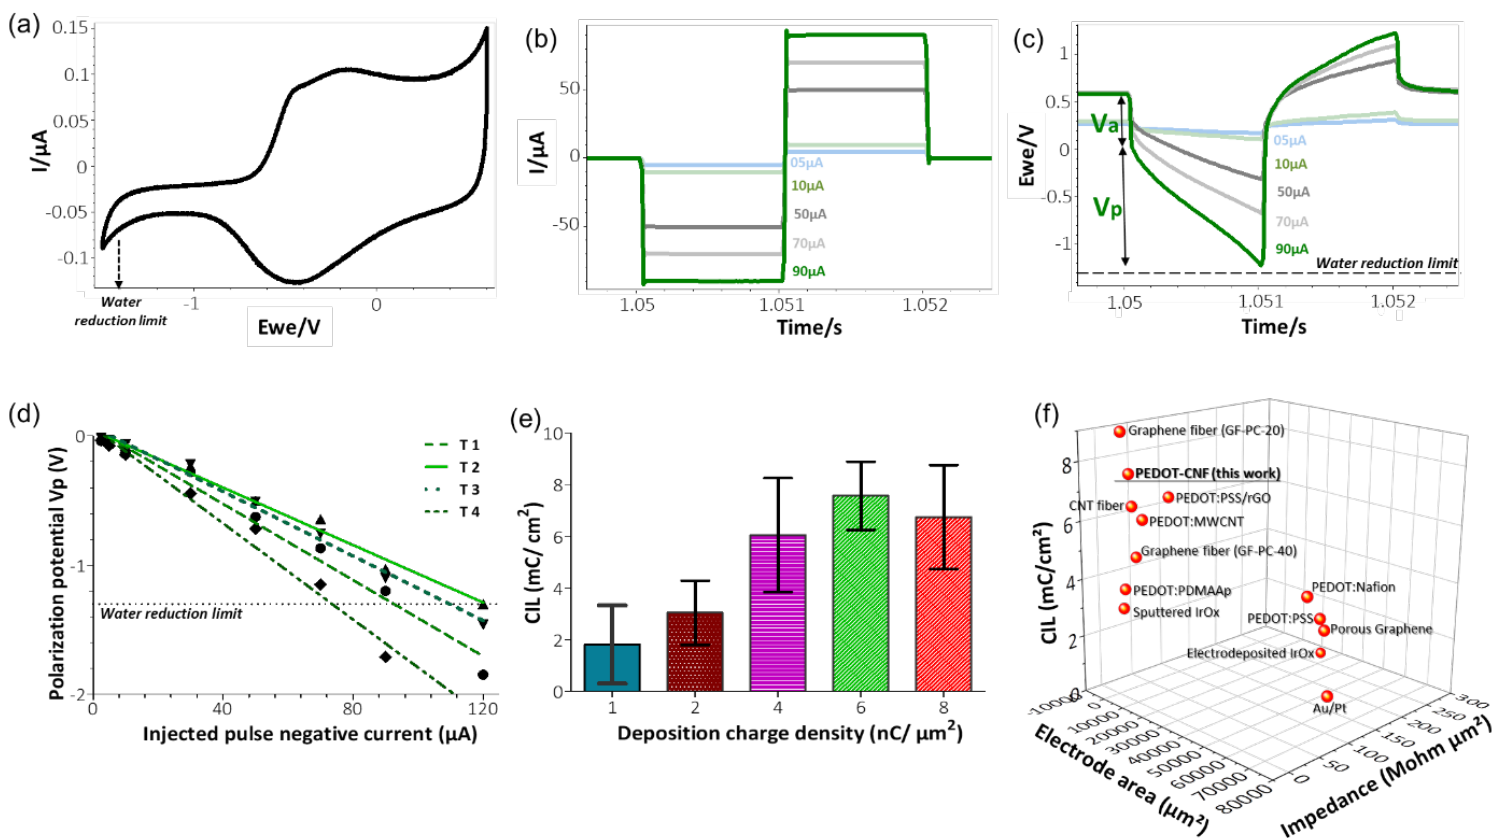 (a)
0.15
0.1
0.05
0
-0.05
-0.1
I/µA
-1
0
Water
reduction limit
Ewe/V
(b)
50
0
-50
I/µA
05µA
10µA
50µA
70µA
90µA
1.05
1.051
1.052
Time/s
(c)
1
0.5
0
-1
Ewe/V
Va
Vp
05µA
10µA
50µA
70µA
90µA
Water reduction limit
1.05
1.051
1.052
Time/s
(d)
0
-1
-2
Polarization potential Vp (V)
T 1
T 2
T 3
T 4
Water reduction limit
0
40
80
120
Injected pulse negative current (µA)
(e)
10
8
6
4
2
0
CIL (mC/ cm²)
1
2
4
6
8
Deposition charge density (nC/ µm²)
(f)
8
6
4
2
CIL (mC/cm²)
Graphene fiber (GF-PC-20)
PEDOT-CNF (this work)
PEDOT:PSS/rGO
CNT fiber
PEDOT:MWCNT
Graphene fiber (GF-PC-40)
PEDOT:PDMAAp
Sputtered IrOx
PEDOT:Nafion
PEDOT:PSS
Porous Graphene
Electrodeposited IrOx
Au/Pt
-10000
0
10000
20000
30000
40000
50000
60000
70000
80000
Electrode area (µm²)
0
50
100
150
200
250
300
Impedance (Mohm µm²)